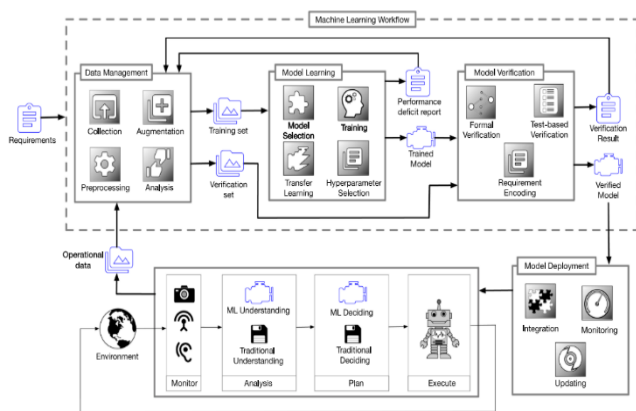 Machine Learning Workflow
Data Management
Collection
Augmentation
Preprocessing
Analysis
Requirements
Training set
Verification
set
Model Learning
Model
Selection
Training
Transfer
Learning
Hyperparameter
Selection
Performance
deficit report
Trained
Model
Model Verification
Formal
Verification
Test-based
Verification
Requirement
Encoding
Verification
Result
Verified
Model
Operational
data
Environment
Monitor
ML Understanding
Traditional
Understanding
Analysis
ML Deciding
Traditional
Deciding
Plan
Execute
Model Deployment
Integration
Monitoring
Updating